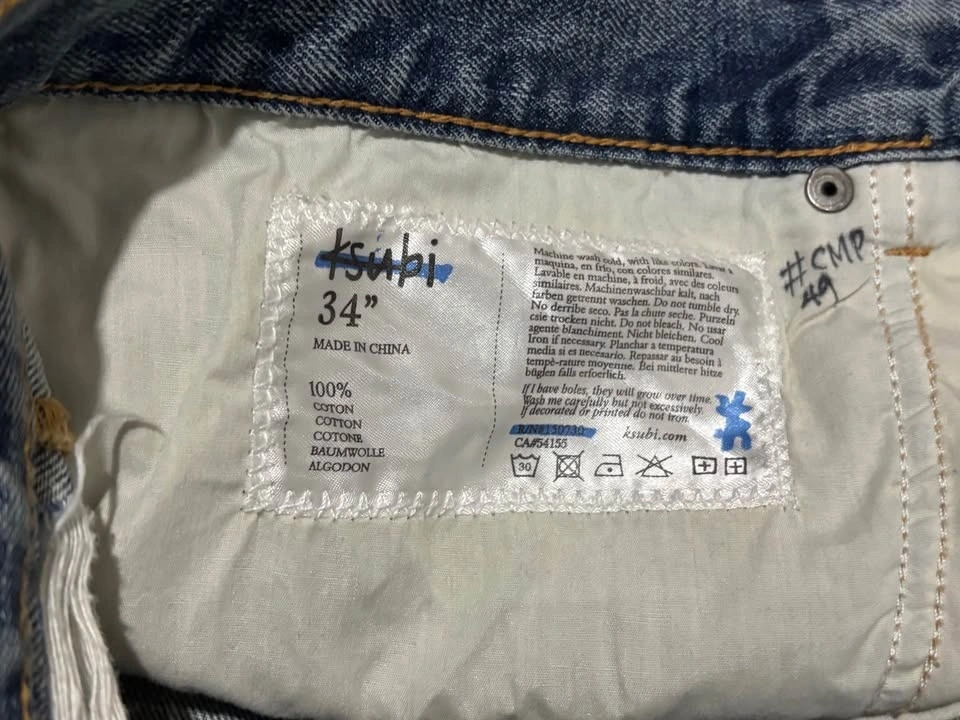 ksubi
34”
MADE IN CHINA
100%
COTON
COTTON
COTONE
BAUMWOLLE
ALGODON
Machine wash cold, with like colors. Lavar a
maquina, en frio, con colores similares.
Lavable en machine, à froid, avec des coleurs
similaires. Machinenwaschbar kalt, nach
farben getrennt waschen. Do not tumble dry.
No derribe seco. Pas la chute seche. Purzeln
csie trocken nicht. Do not bleach. No usar
agente blanchiment. Nicht bleichen. Cool
Iron if necessary. Planchar a temperatura
media si es necesario. Repassar au besoin à
tempè-rature moyenne. Bei mittlerer hitze
büglen falls erforlich.
If I have holes, they will grow over time.
Wash me carefully but not excessively.
If decorated or printed do not iron.
R/N#150730
CA#54155
ksubi.com
30
#CMP
49